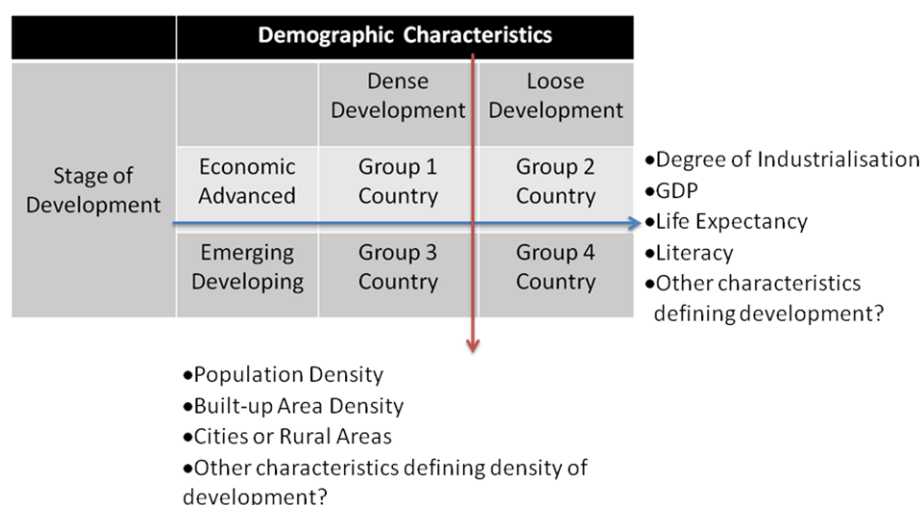 Demographic Characteristics
Dense
Development
Loose
Development
Stage of
Development
Economic
Advanced
Group 1
Country
Group 2
Country
Emerging
Developing
Group 3
Country
Group 4
Country
•Degree of Industrialisation
•GDP
•Life Expectancy
•Literacy
•Other characteristics
defining development?
•Population Density
•Built-up Area Density
•Cities or Rural Areas
•Other characteristics defining density of
development?